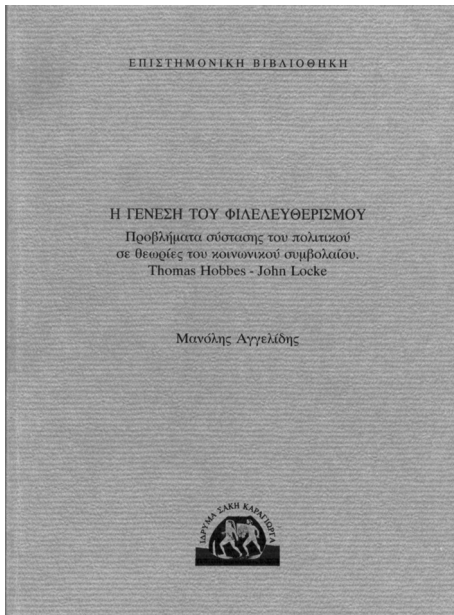 ΕΠΙΣΤΗΜΟΝΙΚΗ ΒΙΒΛΙΟΘΗΚΗ
Η ΓΕΝΕΣΗ ΤΟΥ ΦΙΛΕΛΕΥΘΕΡΙΣΜΟΥ
Προβλήματα σύστασης του πολιτικού
σε θεωρίες του κοινωνικού συμβολαίου.
Thomas Hobbes - John Locke
Μανόλης Αγγελίδης
ΙΔΡΥΜΑ ΣΑΚΗ ΚΑΡΑΓΙΩΡΓΑ